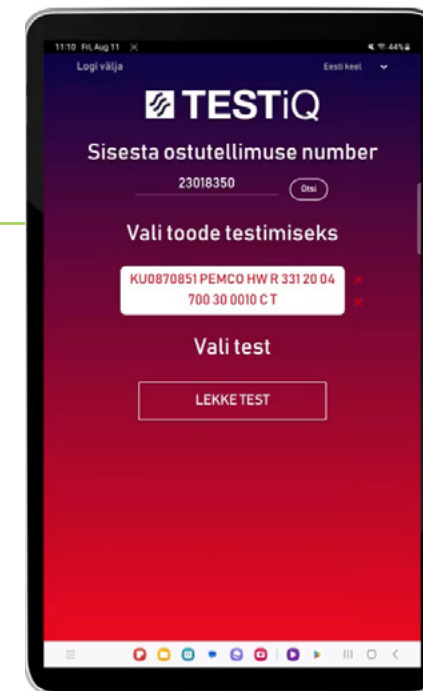 11:10 Fri, Aug 11
44%
Logi välja
Eesti keel
TESTiQ
Sisesta ostutellimuse number
23018350
Otsi
Vali toode testimiseks
KU0870851 PEMCO HW R 331 20 04
700 30 0010 C T
Vali test
LEKKE TEST